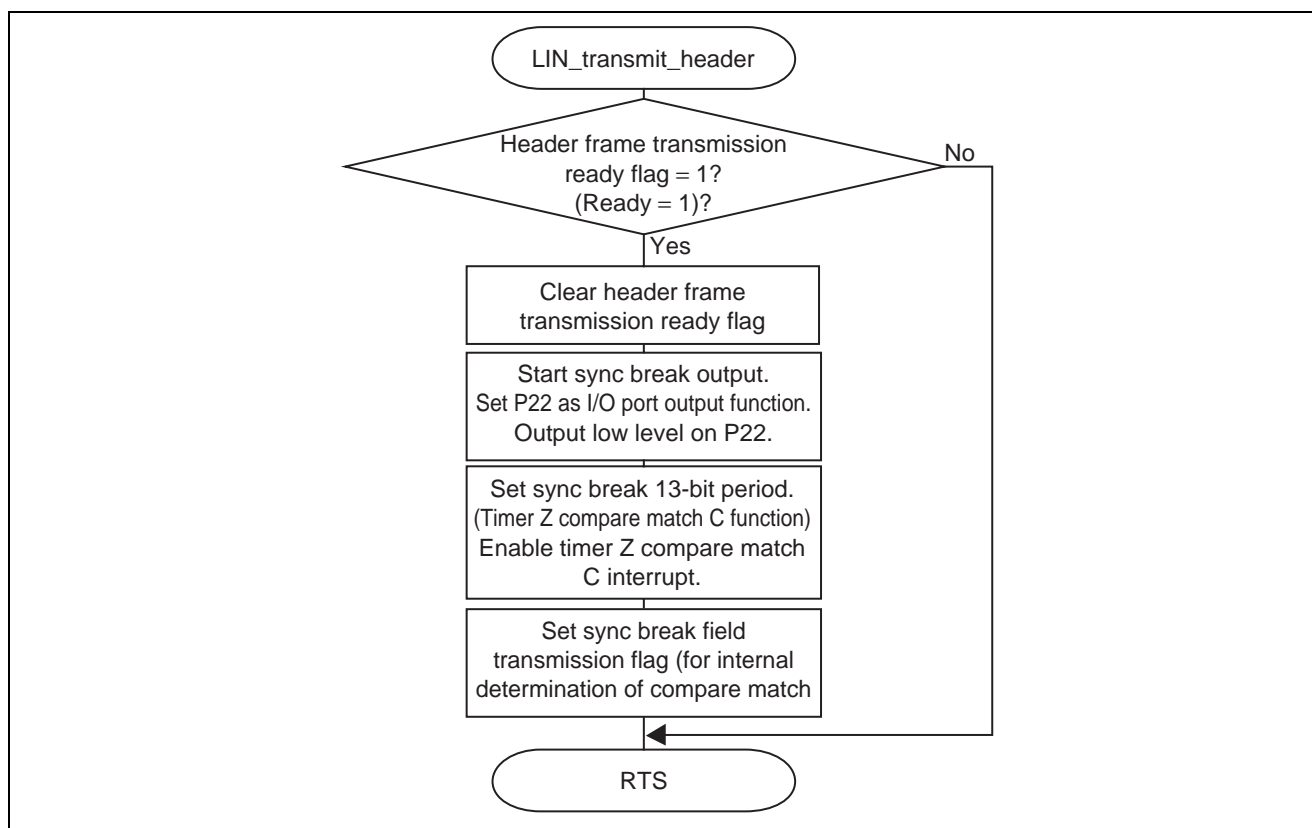 LIN_transmit_header
Header frame transmission
ready flag = 1?
(Ready = 1)?
No
Yes
Clear header frame
transmission ready flag
Start sync break output.
Set P22 as I/O port output function.
Output low level on P22.
Set sync break 13-bit period.
(Timer Z compare match C function)
Enable timer Z compare match
C interrupt.
Set sync break field
transmission flag (for internal
determination of compare match
RTS